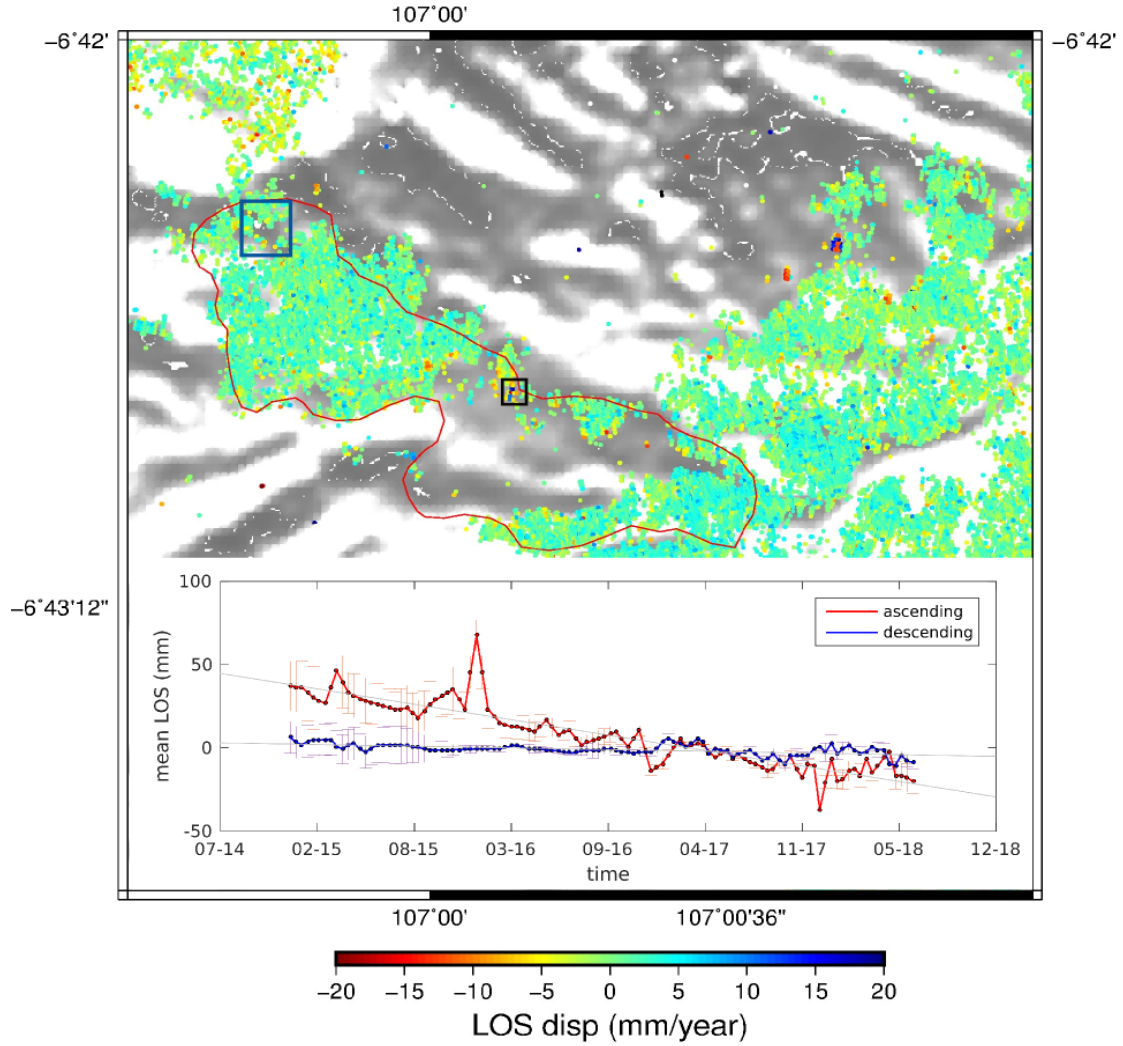 107°00'
−6°42' −6°42'
−6°43'12"
100
50
0
-50
mean LOS (mm)
ascending
descending
07-14 02-15 08-15 03-16 09-16 04-17 11-17 05-18 12-18
time
107°00' 107°00'36"
−20 −15 −10 −5 0 5 10 15 20
LOS disp (mm/year)